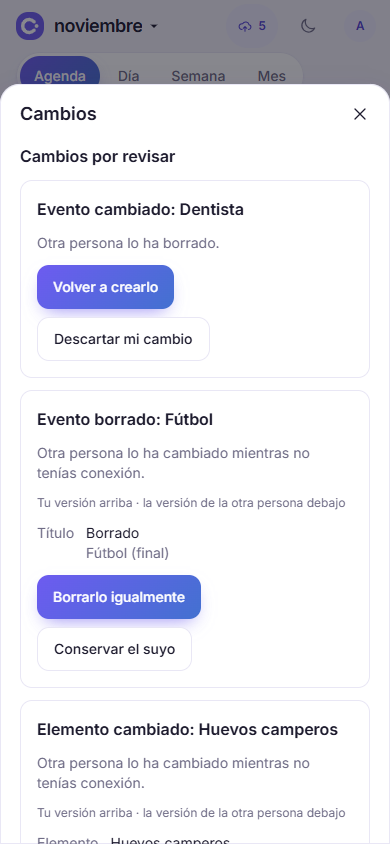 noviembre
5
A
Agenda
Día
Semana
Mes
Cambios
Cambios por revisar
Evento cambiado: Dentista
Otra persona lo ha borrado.
Volver a crearlo
Descartar mi cambio
Evento borrado: Fútbol
Otra persona lo ha cambiado mientras no
tenías conexión.
Tu versión arriba · la versión de la otra persona debajo
Título Borrado
Fútbol (final)
Borrarlo igualmente
Conservar el suyo
Elemento cambiado: Huevos camperos
Otra persona lo ha cambiado mientras no
tenías conexión.
Tu versión arriba · la versión de la otra persona debajo
Elemento Huevos camperos